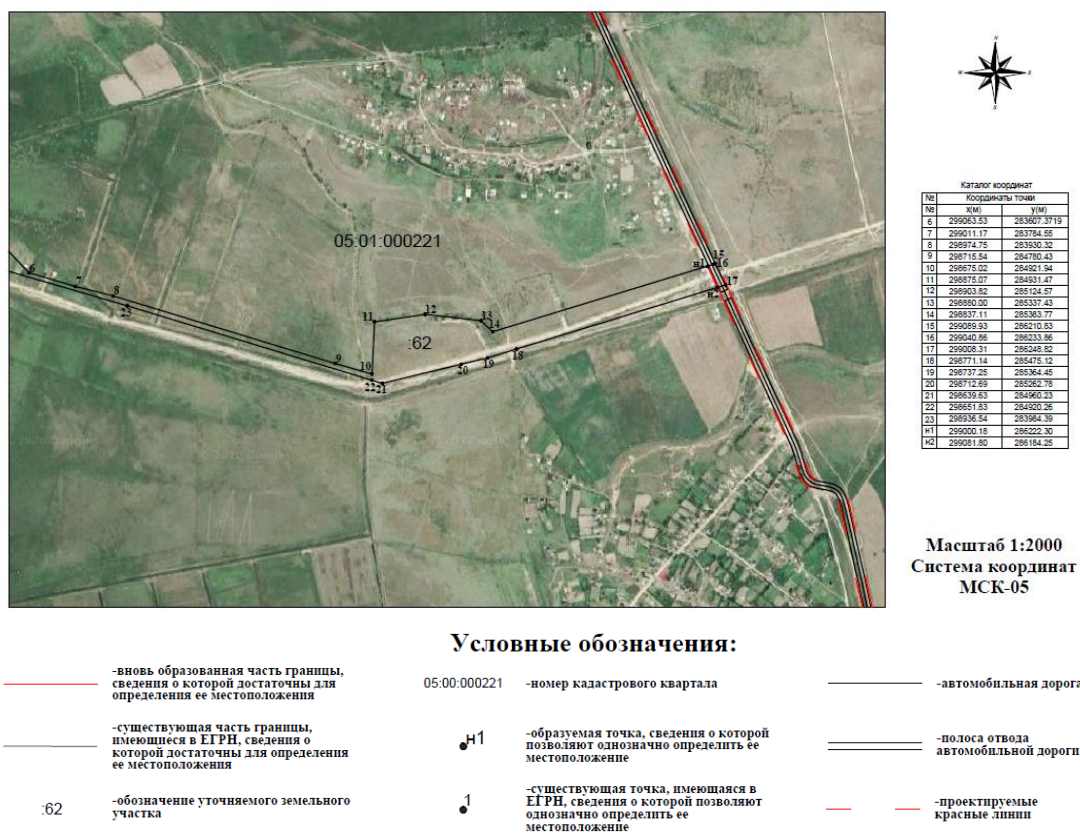 N
W
E
S
05:01:000221
:62
6
7
8
23
9
10
22
21
11
12
13
14
20
19
18
15
н1
16
17
Каталог координат
№ Координаты точки
№ x(м) y(м)
6 299063.53 283607.3719
7 299011.17 283784.55
8 298974.75 283930.32
9 298715.54 284780.43
10 298675.02 284921.94
11 298875.07 284931.47
12 298903.82 285124.57
13 298880.00 285337.43
14 298837.11 285363.77
15 299089.93 286210.83
16 299040.86 286233.86
17 299008.31 286248.82
18 298771.14 285475.12
19 298737.25 285364.45
20 298712.69 285262.78
21 298639.63 284960.23
22 298651.83 284920.26
23 298936.54 283984.39
н1 299000.18 286222.30
н2 299081.80 286184.25
Масштаб 1:2000
Система координат
МСК-05
Условные обозначения:
-вновь образованная часть границы,
сведения о которой достаточны для
определения ее местоположения
-существующая часть границы,
имеющиеся в ЕГРН, сведения о
которой достаточны для определения
ее местоположения
:62
-обозначение уточняемого земельного
участка
05:00:000221
-номер кадастрового квартала
н1
-образуемая точка, сведения о которой
позволяют однозначно определить ее
местоположение
1
-существующая точка, имеющаяся в
ЕГРН, сведения о которой позволяют
однозначно определить ее
местоположение
-автомобильная дорога
-полоса отвода
автомобильной дороги
-проектируемые
красные линии